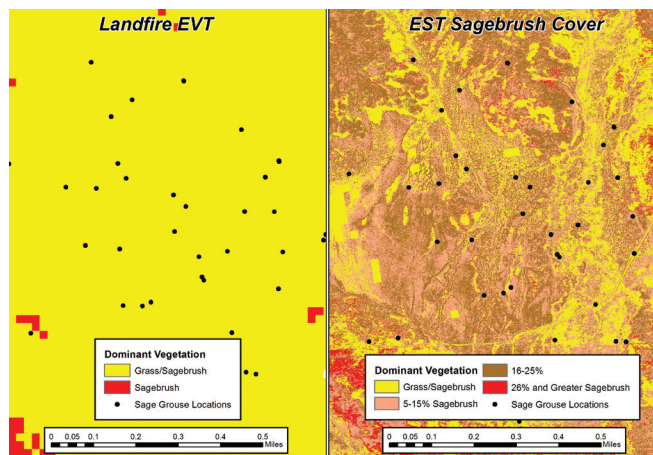 Landfire EVT
Dominant Vegetation
Grass/Sagebrush
Sagebrush
Sage Grouse Locations
0 0.05 0.1 0.2 0.3 0.4 0.5
Miles
EST Sagebrush Cover
Dominant Vegetation
Grass/Sagebrush
5-15% Sagebrush
16-25%
26% and Greater Sagebrush
Sage Grouse Locations
0 0.05 0.1 0.2 0.3 0.4 0.5
Miles